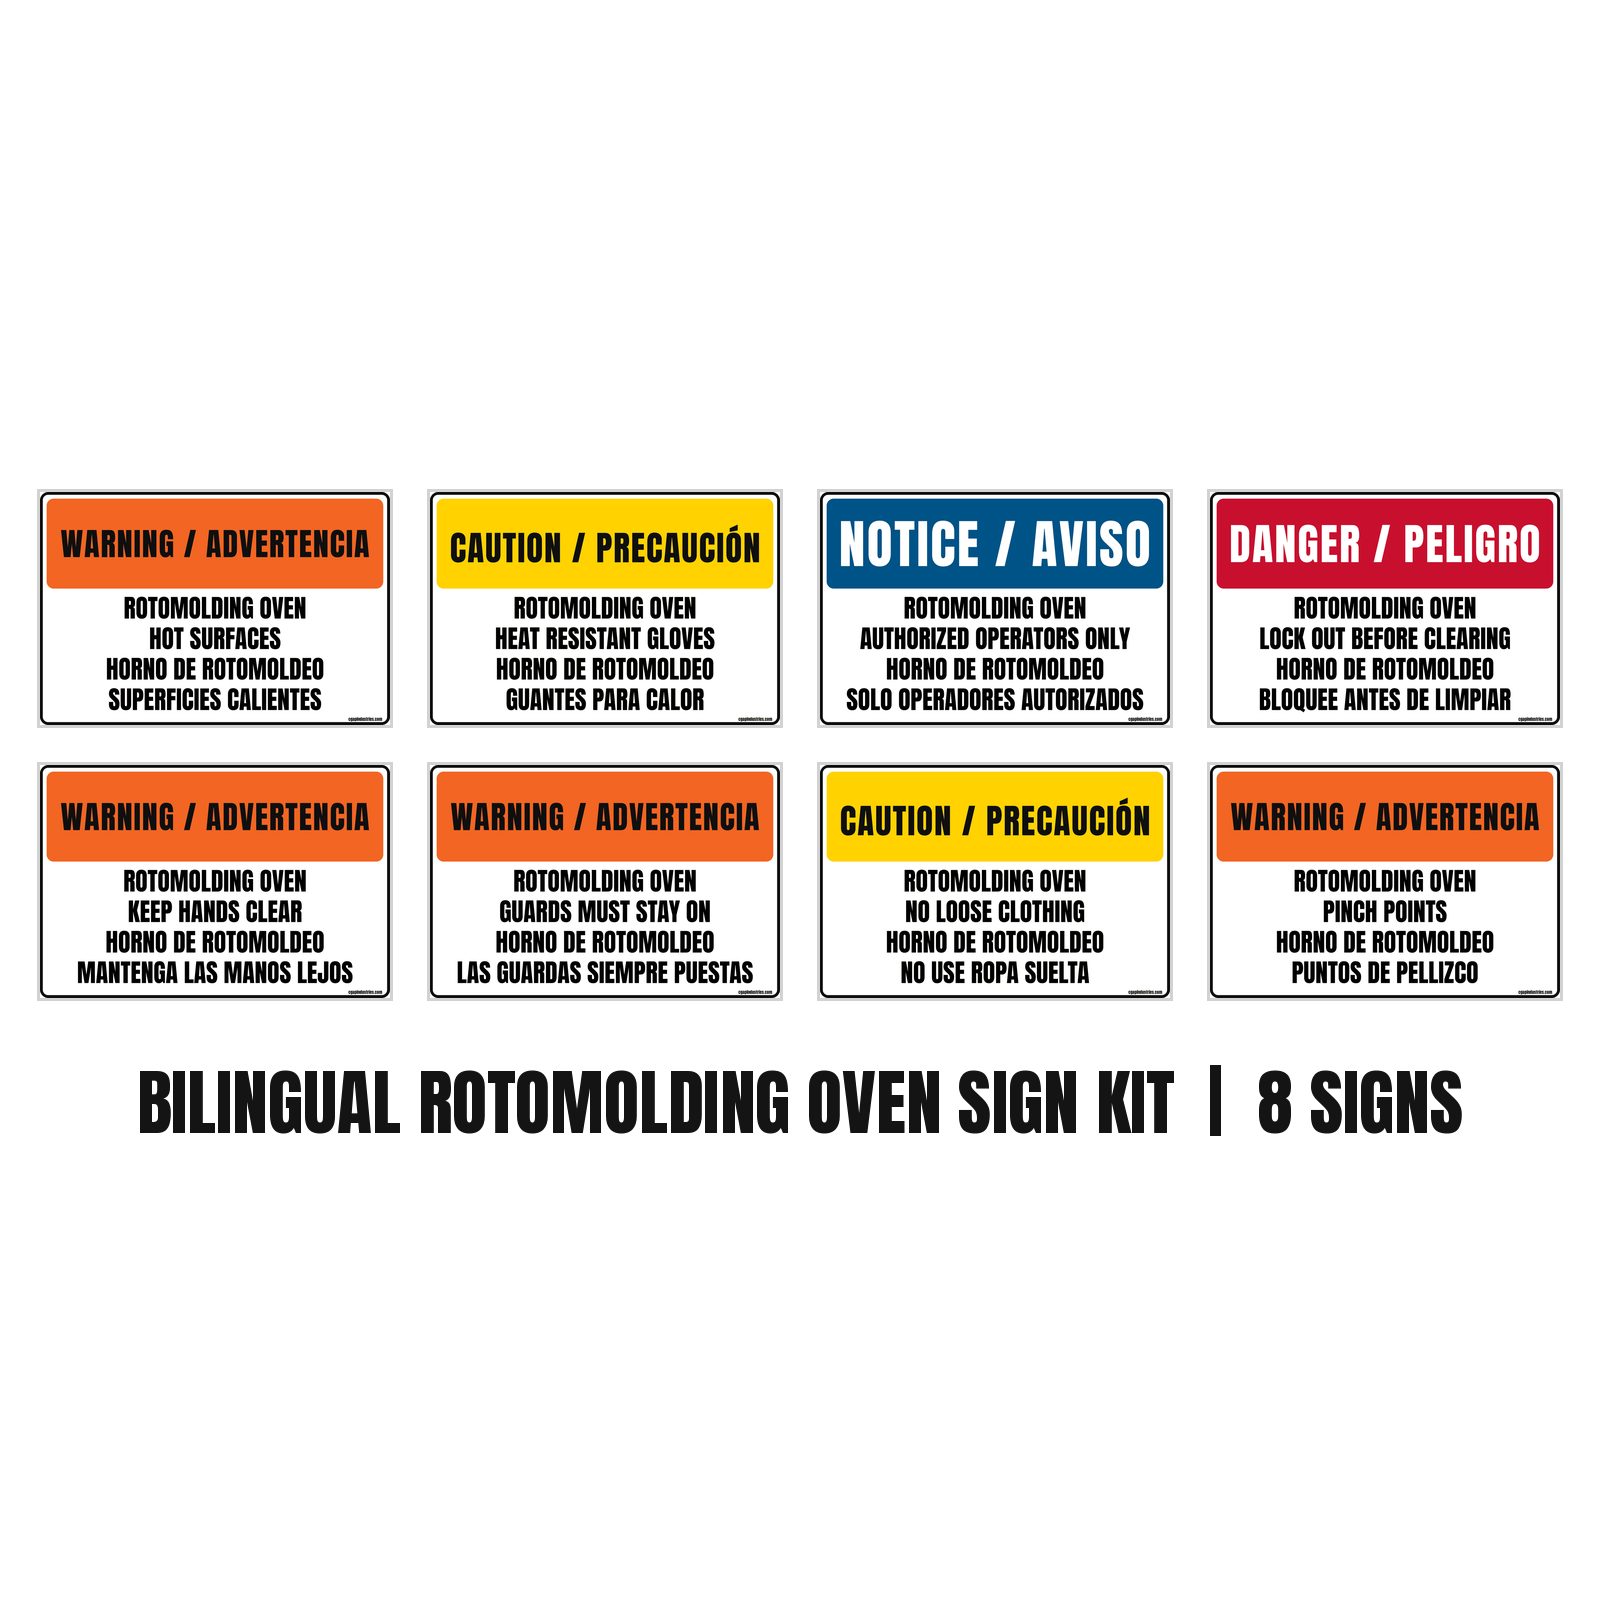 WARNING / ADVERTENCIA
ROTOMOLDING OVEN
HOT SURFACES
HORNO DE ROTOMOLDEO
SUPERFICIES CALIENTES
CAUTION / PRECAUCIÓN
ROTOMOLDING OVEN
HEAT RESISTANT GLOVES
HORNO DE ROTOMOLDEO
GUANTES PARA CALOR
NOTICE / AVISO
ROTOMOLDING OVEN
AUTHORIZED OPERATORS ONLY
HORNO DE ROTOMOLDEO
SOLO OPERADORES AUTORIZADOS
DANGER / PELIGRO
ROTOMOLDING OVEN
LOCK OUT BEFORE CLEARING
HORNO DE ROTOMOLDEO
BLOQUEE ANTES DE LIMPIAR
WARNING / ADVERTENCIA
ROTOMOLDING OVEN
KEEP HANDS CLEAR
HORNO DE ROTOMOLDEO
MANTENGA LAS MANOS LEJOS
WARNING / ADVERTENCIA
ROTOMOLDING OVEN
GUARDS MUST STAY ON
HORNO DE ROTOMOLDEO
LAS GUARDAS SIEMPRE PUESTAS
CAUTION / PRECAUCIÓN
ROTOMOLDING OVEN
NO LOOSE CLOTHING
HORNO DE ROTOMOLDEO
NO USE ROPA SUELTA
WARNING / ADVERTENCIA
ROTOMOLDING OVEN
PINCH POINTS
HORNO DE ROTOMOLDEO
PUNTOS DE PELLIZCO
BILINGUAL ROTOMOLDING OVEN SIGN KIT | 8 SIGNS